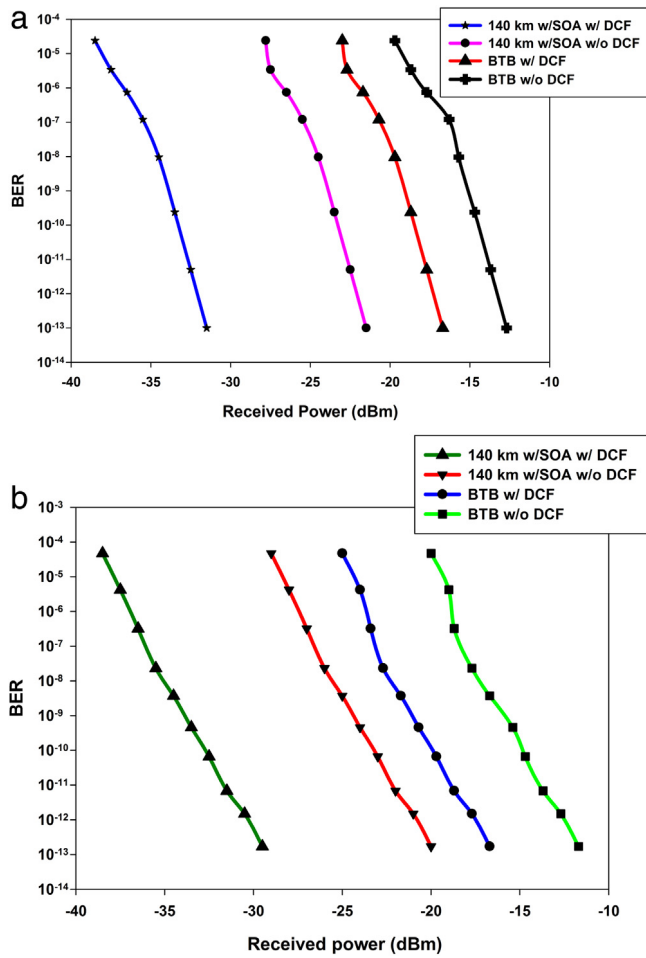 a
140 km w/SOA w/ DCF
140 km w/SOA w/o DCF
BTB w/ DCF
BTB w/o DCF
10-4
10-5
10-6
10-7
10-8
10-9
10-10
10-11
10-12
10-13
10-14
BER
-40 -35 -30 -25 -20 -15 -10
Received Power (dBm)
b
140 km w/SOA w/ DCF
140 km w/SOA w/o DCF
BTB w/ DCF
BTB w/o DCF
10-3
10-4
10-5
10-6
10-7
10-8
10-9
10-10
10-11
10-12
10-13
10-14
BER
-40 -35 -30 -25 -20 -15 -10
Received power (dBm)